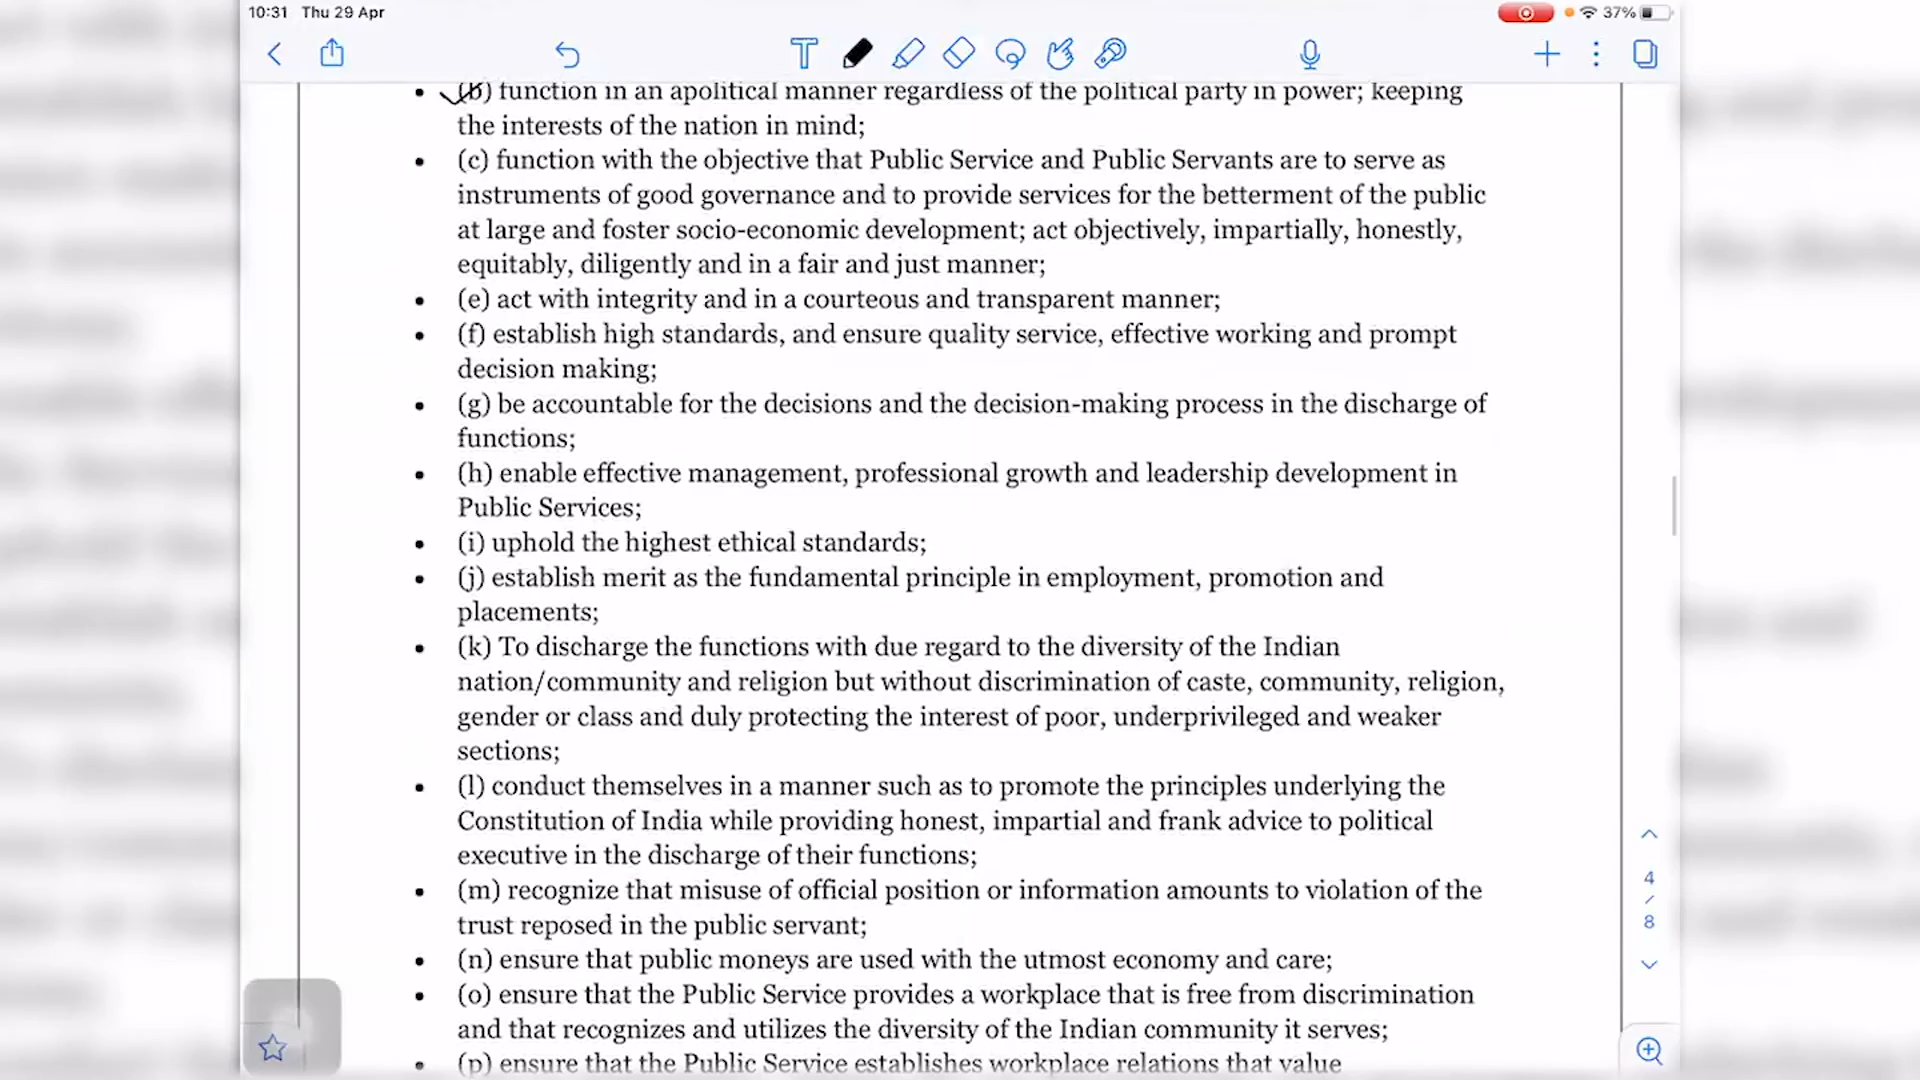 10:31 Thu 29 Apr
37%
(b) function in an apolitical manner regardless of the political party in power; keeping
the interests of the nation in mind;
(c) function with the objective that Public Service and Public Servants are to serve as
instruments of good governance and to provide services for the betterment of the public
at large and foster socio-economic development; act objectively, impartially, honestly,
equitably, diligently and in a fair and just manner;
(e) act with integrity and in a courteous and transparent manner;
(f) establish high standards, and ensure quality service, effective working and prompt
decision making;
(g) be accountable for the decisions and the decision-making process in the discharge of
functions;
(h) enable effective management, professional growth and leadership development in
Public Services;
(i) uphold the highest ethical standards;
(j) establish merit as the fundamental principle in employment, promotion and
placements;
(k) To discharge the functions with due regard to the diversity of the Indian
nation/community and religion but without discrimination of caste, community, religion,
gender or class and duly protecting the interest of poor, underprivileged and weaker
sections;
(l) conduct themselves in a manner such as to promote the principles underlying the
Constitution of India while providing honest, impartial and frank advice to political
executive in the discharge of their functions;
(m) recognize that misuse of official position or information amounts to violation of the
trust reposed in the public servant;
(n) ensure that public moneys are used with the utmost economy and care;
(o) ensure that the Public Service provides a workplace that is free from discrimination
and that recognizes and utilizes the diversity of the Indian community it serves;
(p) ensure that the Public Service establishes workplace relations that value
4
/
8